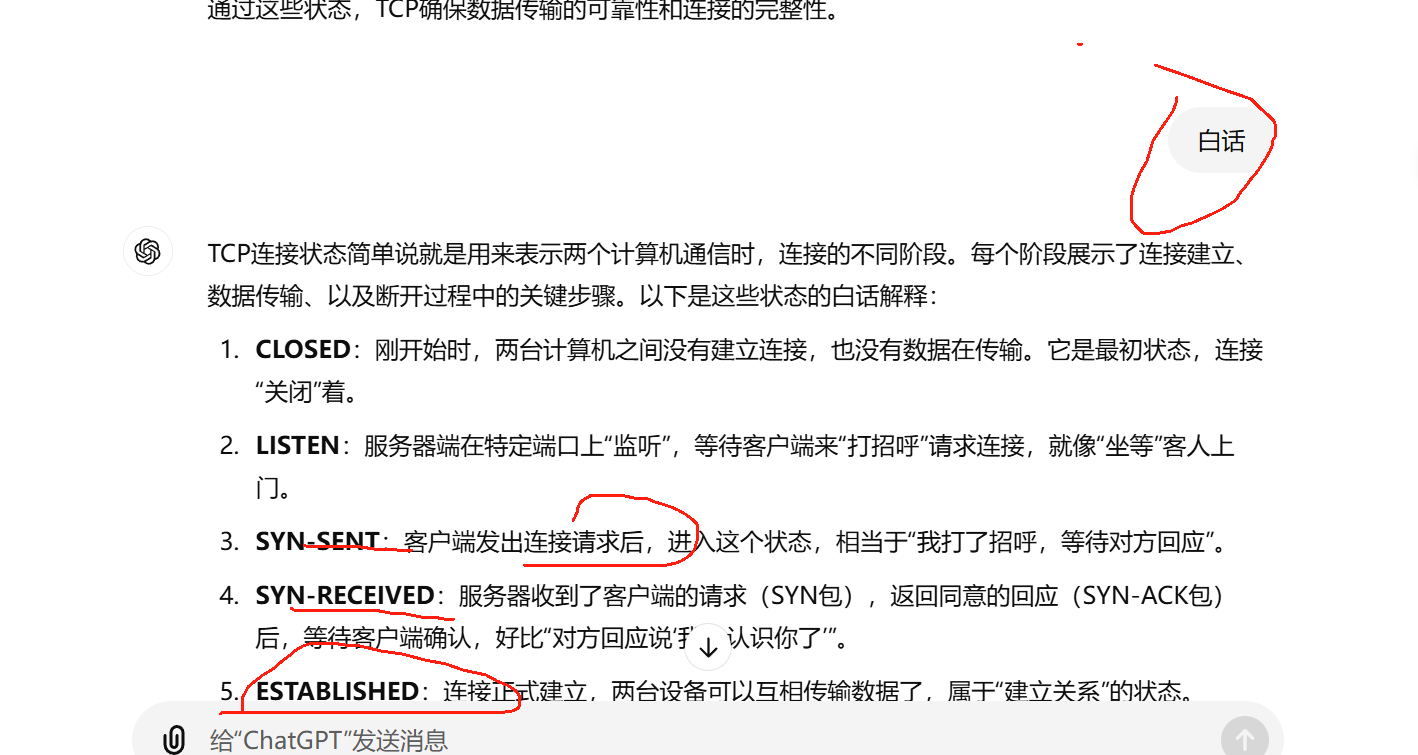 通过这些状态，TCP确保数据传输的可靠性和连接的完整性。
白话
TCP连接状态简单说就是用来表示两个计算机通信时，连接的不同阶段。每个阶段展示了连接建立、
数据传输、以及断开过程中的关键步骤。以下是这些状态的白话解释：
1. CLOSED：刚开始时，两台计算机之间没有建立连接，也没有数据在传输。它是最初状态，连接
“关闭”着。
2. LISTEN：服务器端在特定端口上“监听”，等待客户端来“打招呼”请求连接，就像“坐等”客人上
门。
3. SYN-SENT：客户端发出连接请求后，进入这个状态，相当于“我打了招呼，等待对方回应”。
4. SYN-RECEIVED：服务器收到了客户端的请求（SYN包），返回同意的回应（SYN-ACK包）
后，等待客户端确认，好比“对方回应说‘我 认识你了’”。
5. ESTABLISHED：连接正式建立，两台设备可以互相传输数据了，属于“建立关系”的状态。
给“ChatGPT”发送消息